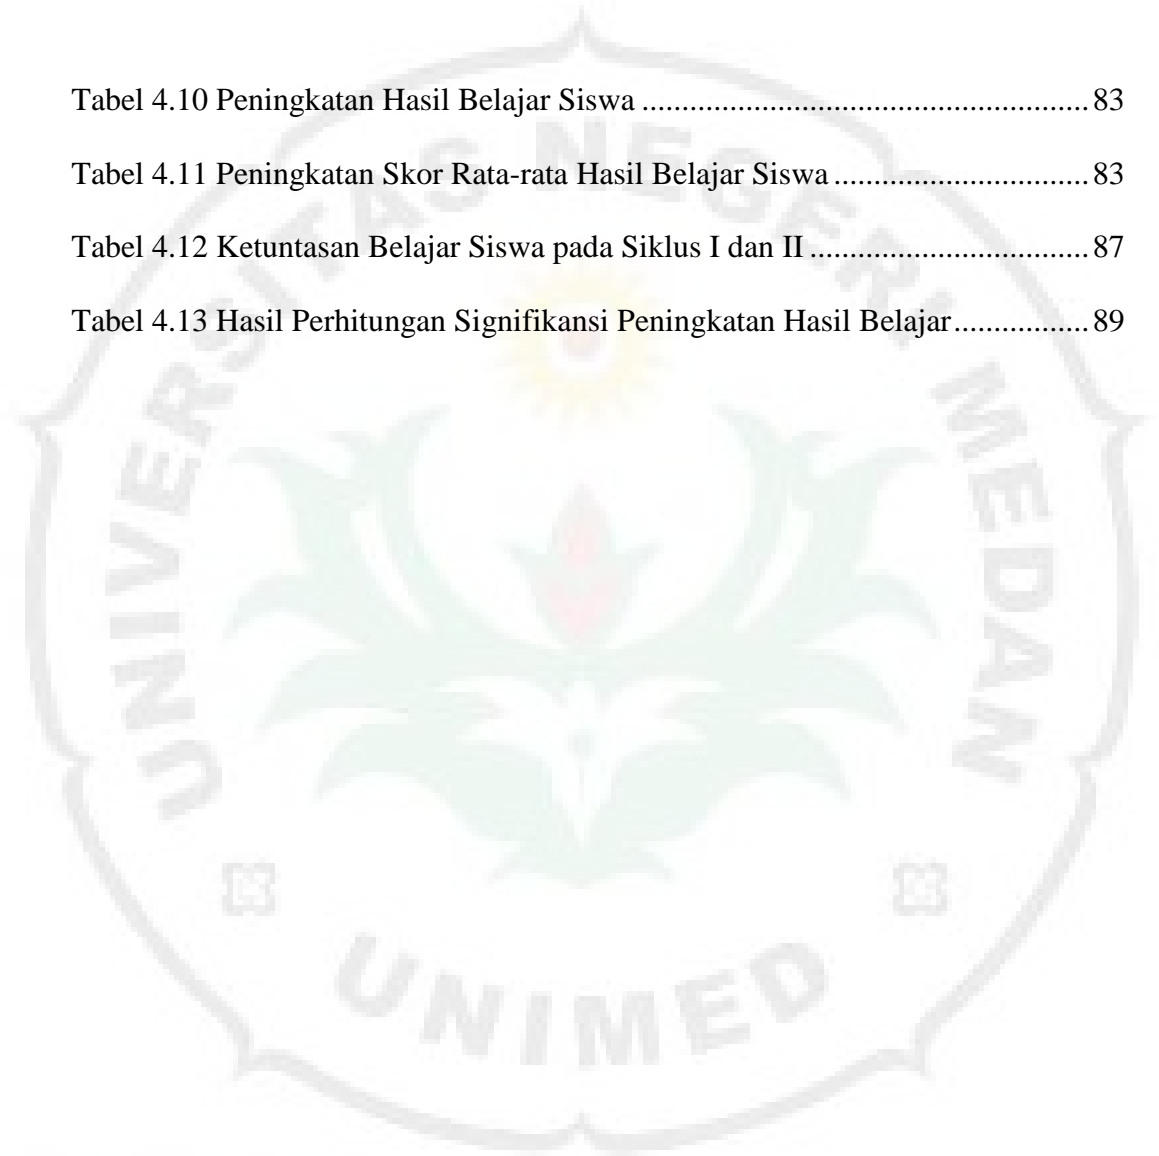 Tabel 4.10 Peningkatan Hasil Belajar Siswa ........................................................ 83
Tabel 4.11 Peningkatan Skor Rata-rata Hasil Belajar Siswa ................................ 83
Tabel 4.12 Ketuntasan Belajar Siswa pada Siklus I dan II ................................... 87
Tabel 4.13 Hasil Perhitungan Signifikansi Peningkatan Hasil Belajar ................. 89
UNIVERSITAS NEGERI MEDAN
UNIMED